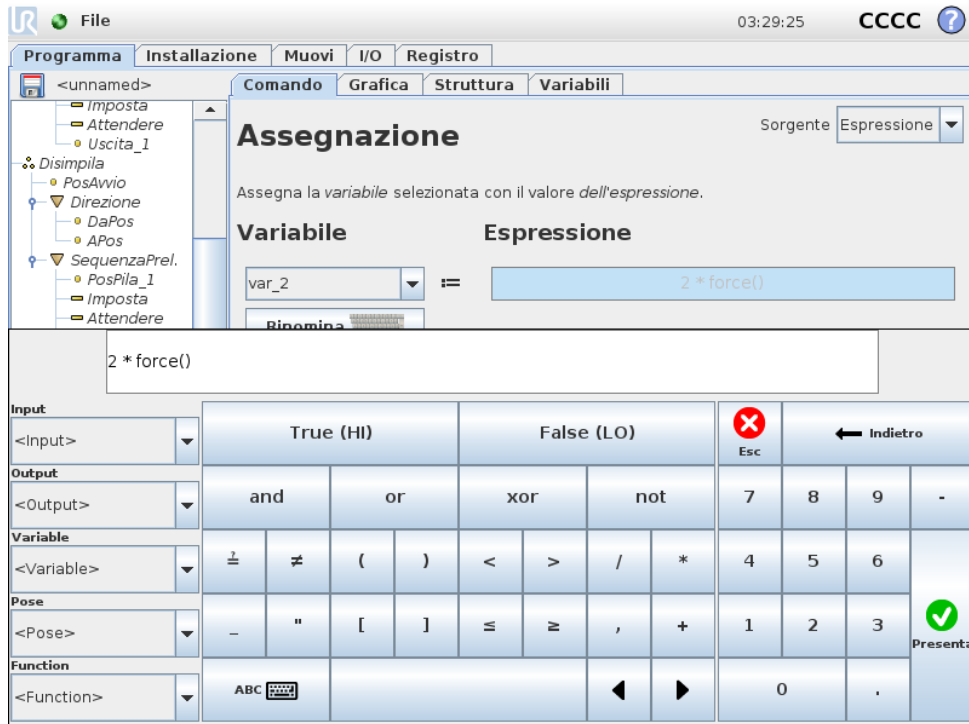 UR File 03:29:25 CCCC ?
Programma Installazione Muovi I/O Registro
<unnamed> Comando Grafica Struttura Variabili
Imposta
Attendere
Uscita_1
Disimpila
PosAvvio
Direzione
DaPos
APos
SequenzaPrel.
PosPila_1
Imposta
Attendere
Assegnazione
Sorgente Espressione
Assegna la variabile selezionata con il valore dell'espressione.
Variabile Espressione
var_2 := 2 * force()
Rinomina
2 * force()
Input
<Input>
Output
<Output>
Variable
<Variable>
Pose
<Pose>
Function
<Function>
True (HI) False (LO) Esc Indietro
and or xor not 7 8 9 -
≟ ≠ ( ) < > / * 4 5 6
_ " [ ] ≤ ≥ , + 1 2 3 Presenta
ABC 0 .